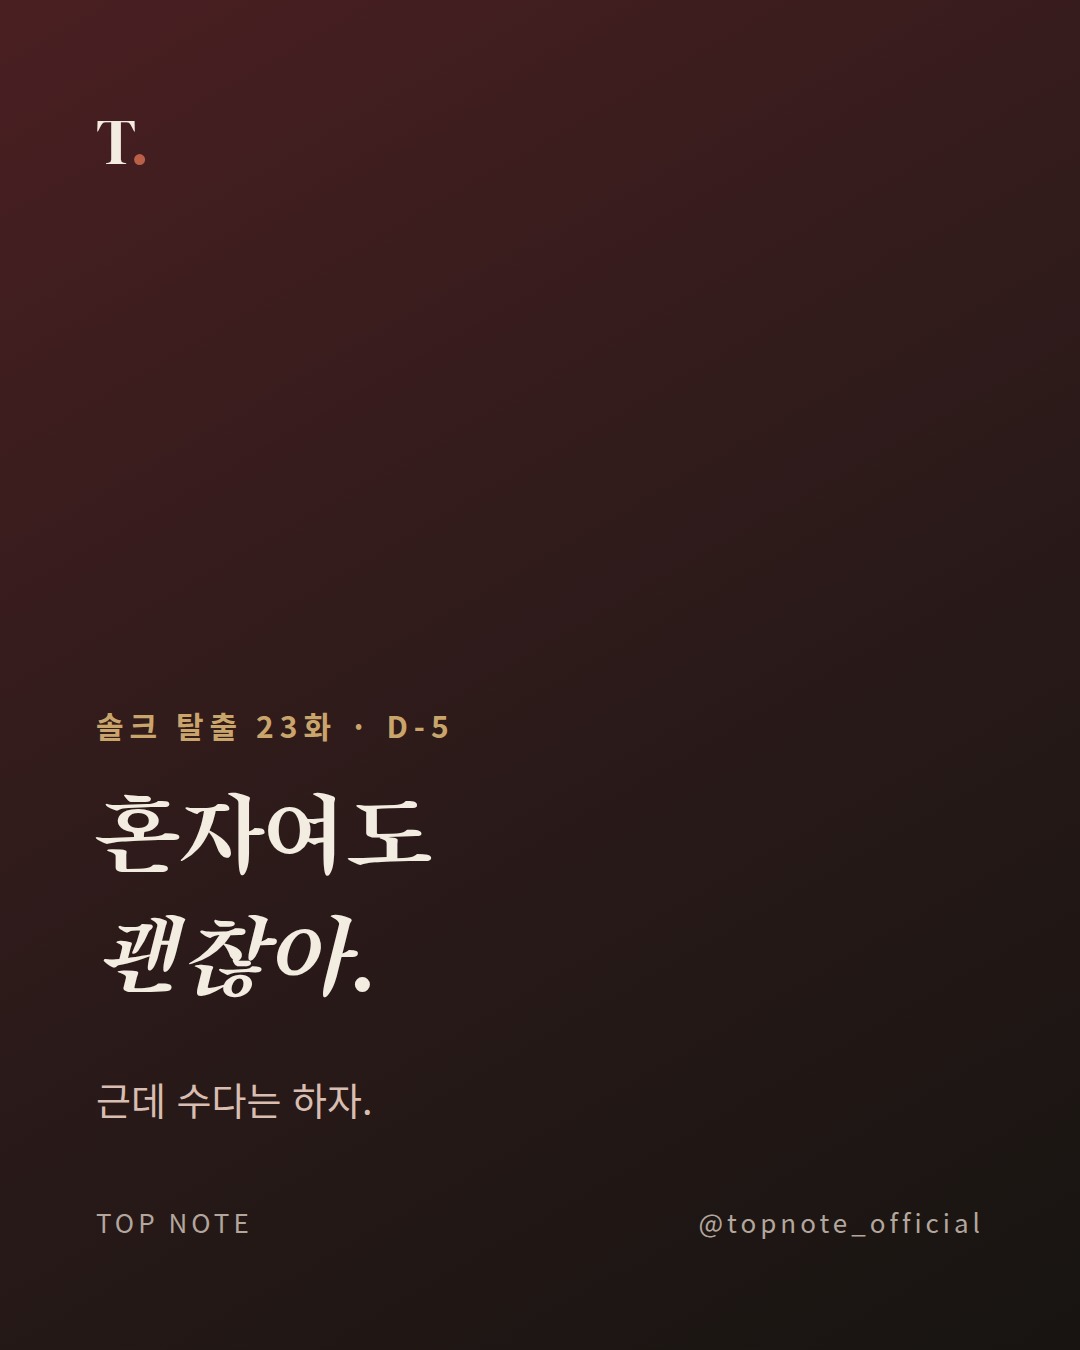 T.
솔크 탈출 23화 · D-5
혼자여도
괜찮아.
근데 수다는 하자.
TOP NOTE
@topnote_official